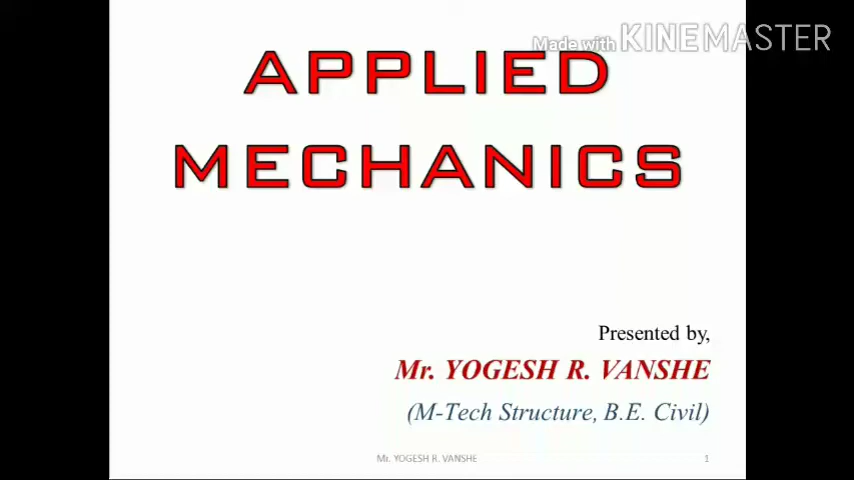 Made with KINEMASTER
APPLIED
MECHANICS
Presented by,
Mr. YOGESH R. VANSHE
(M-Tech Structure, B.E. Civil)
Mr. YOGESH R. VANSHE 1